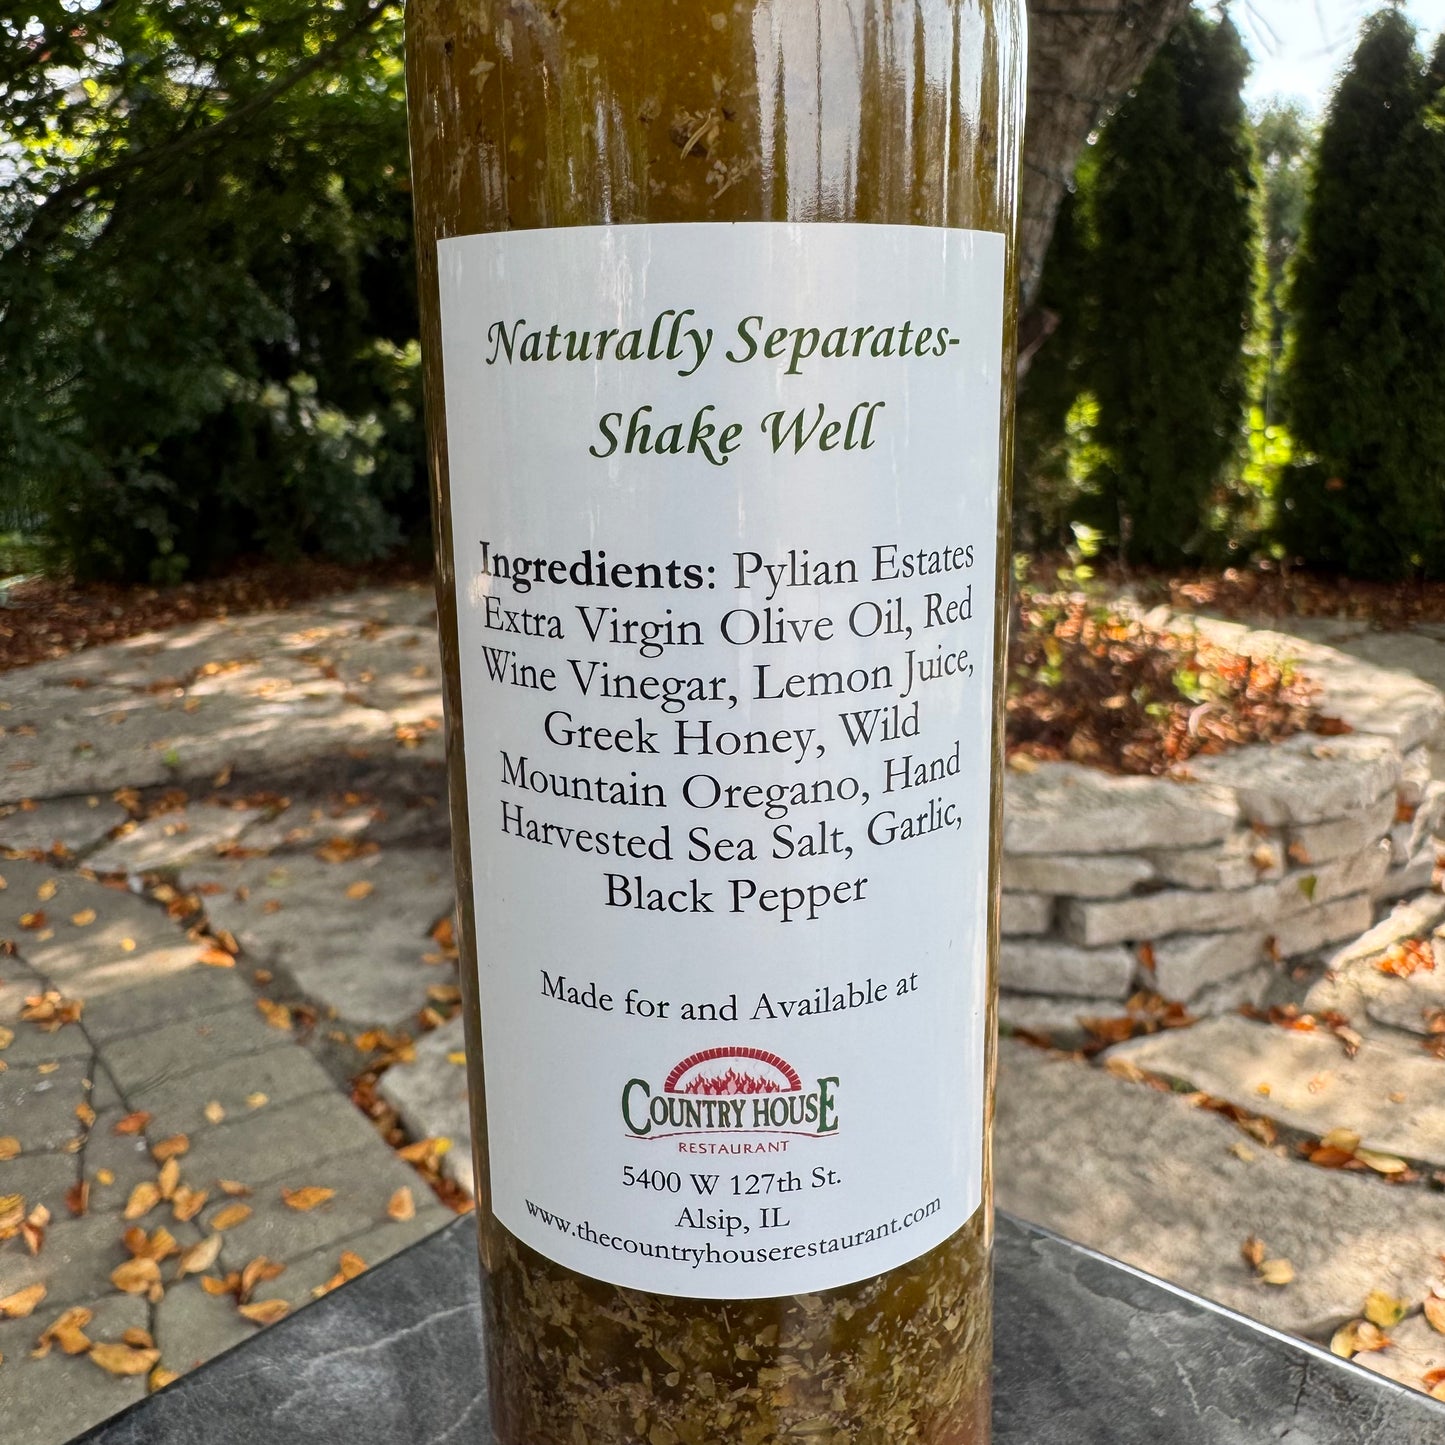 Naturally Separates-
Shake Well
Ingredients: Pylian Estates
Extra Virgin Olive Oil, Red
Wine Vinegar, Lemon Juice,
Greek Honey, Wild
Mountain Oregano, Hand
Harvested Sea Salt, Garlic,
Black Pepper
Made for and Available at
COUNTRY HOUSE
RESTAURANT
5400 W 127th St.
Alsip, IL
www.thecountryhouserestaurant.com